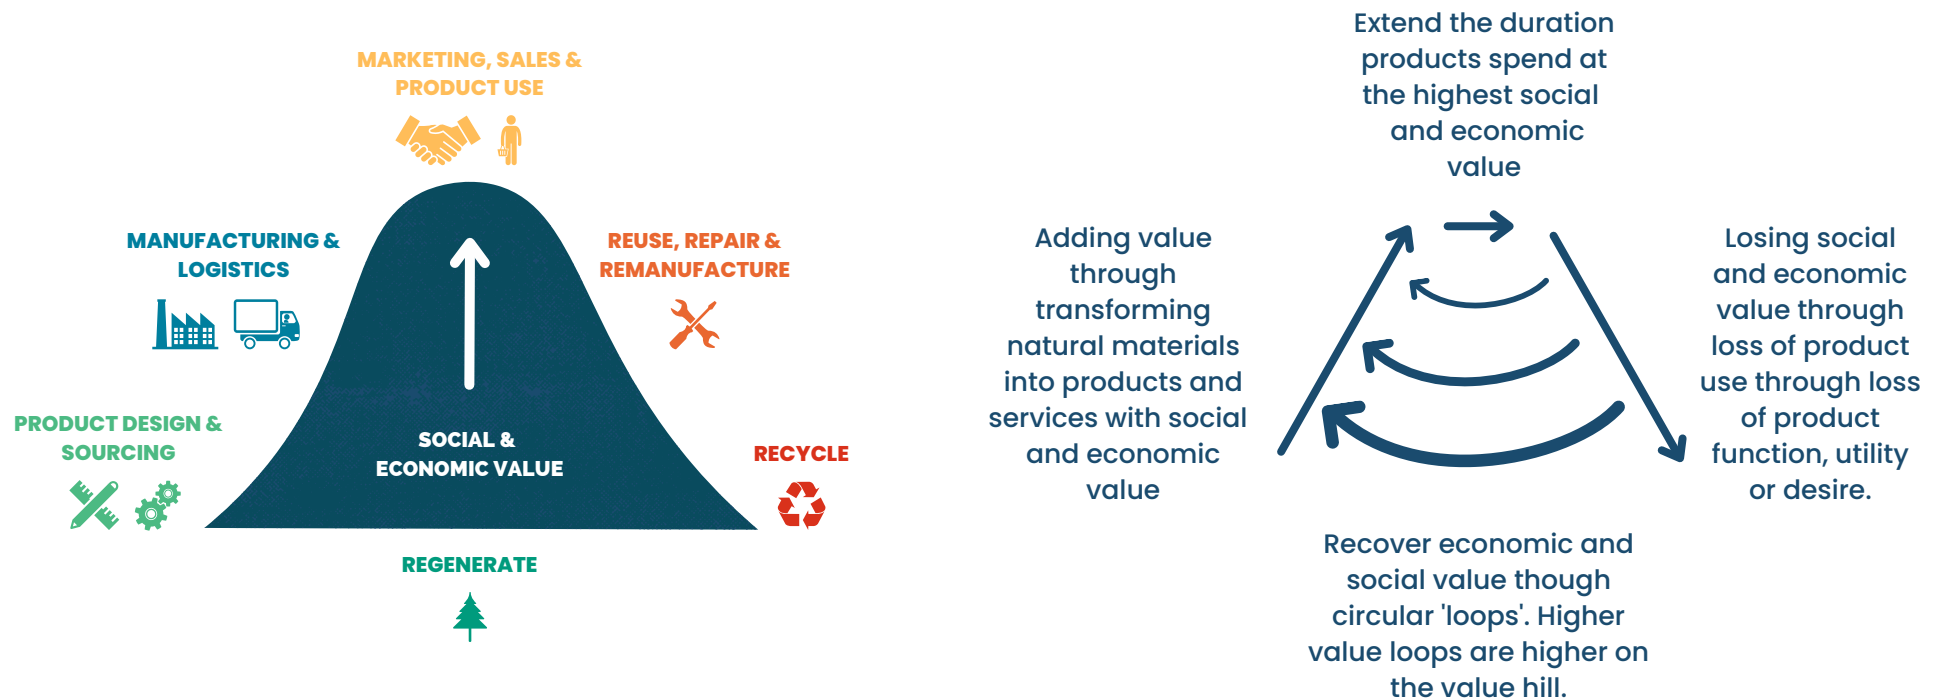 MARKETING, SALES &
PRODUCT USE
MANUFACTURING &
LOGISTICS
REUSE, REPAIR &
REMANUFACTURE
PRODUCT DESIGN &
SOURCING
SOCIAL &
ECONOMIC VALUE
RECYCLE
REGENERATE
Extend the duration
products spend at
the highest social
and economic
value
Adding value
through
transforming
natural materials
into products and
services with social
and economic
value
Losing social
and economic
value through
loss of product
use through loss
of product
function, utility
or desire.
Recover economic and
social value though
circular 'loops'. Higher
value loops are higher on
the value hill.